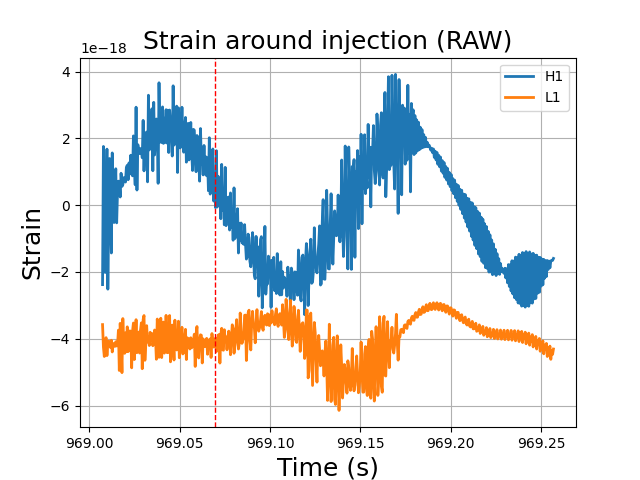 Strain around injection (RAW)
1e−18
H1
L1
4
2
0
−2
−4
−6
Strain
969.00 969.05 969.10 969.15 969.20 969.25
Time (s)